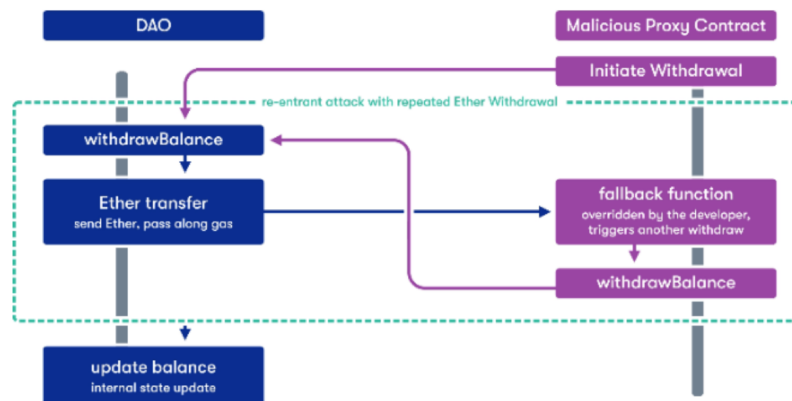 DAO
Malicious Proxy Contract
Initiate Withdrawal
re-entrant attack with repeated Ether Withdrawal
withdrawBalance
Ether transfer
send Ether, pass along gas
fallback function
overridden by the developer,
triggers another withdraw
withdrawBalance
update balance
internal state update